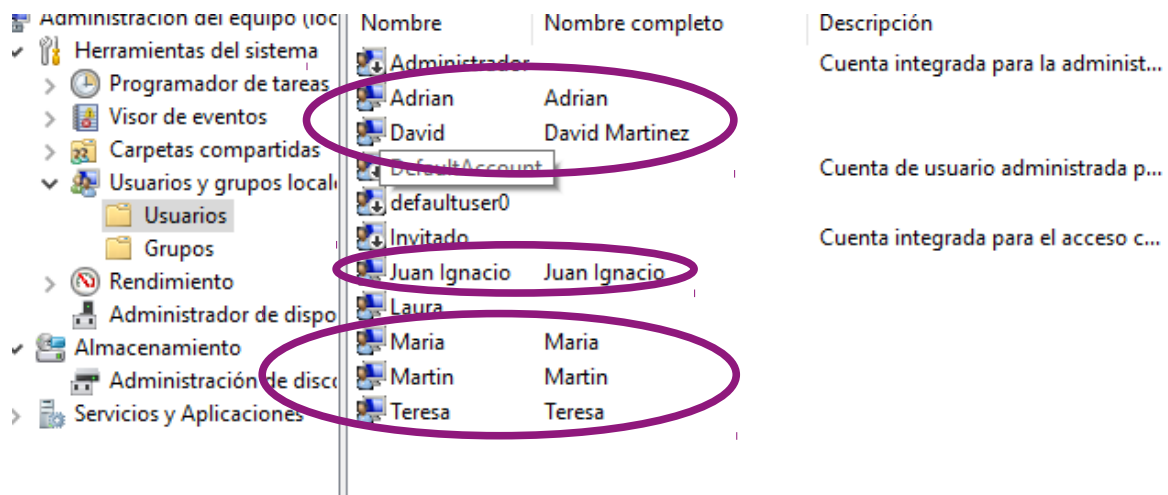 Administración del equipo (loc
Herramientas del sistema
Programador de tareas
Visor de eventos
Carpetas compartidas
Usuarios y grupos locale
Usuarios
Grupos
Rendimiento
Administrador de dispo
Almacenamiento
Administración de disco
Servicios y Aplicaciones
Nombre Nombre completo Descripción
Administrador Cuenta integrada para la administ...
Adrian Adrian
David David Martinez
DefaultAccount Cuenta de usuario administrada p...
defaultuser0
Invitado Cuenta integrada para el acceso c...
Juan Ignacio Juan Ignacio
Laura
Maria Maria
Martin Martin
Teresa Teresa